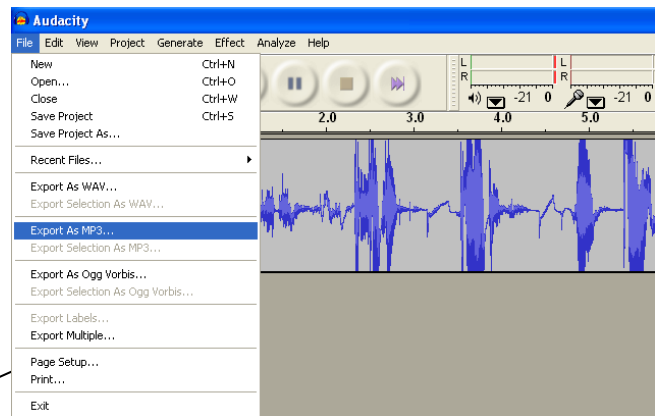 Audacity
File Edit View Project Generate Effect Analyze Help
New Ctrl+N
Open... Ctrl+O
Close Ctrl+W
Save Project Ctrl+S
Save Project As...
Recent Files...
Export As WAV...
Export Selection As WAV...
Export As MP3...
Export Selection As MP3...
Export As Ogg Vorbis...
Export Selection As Ogg Vorbis...
Export Labels...
Export Multiple...
Page Setup...
Print...
Exit
L L
R R
-21 0 -21 0
2.0 3.0 4.0 5.0